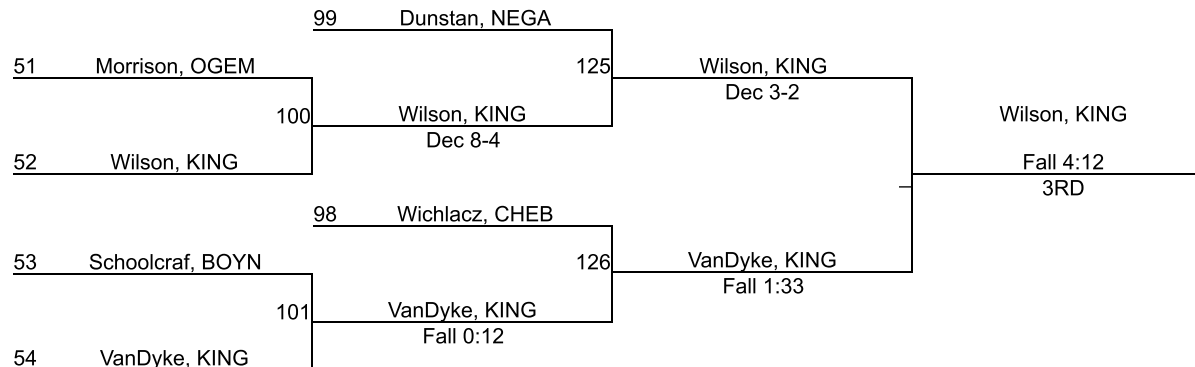 99 Dunstan, NEGA
51 Morrison, OGEM
125 Wilson, KING
Dec 3-2
100 Wilson, KING
Dec 8-4
Wilson, KING
52 Wilson, KING
Fall 4:12
3RD
98 Wichlacz, CHEB
53 Schoolcraf, BOYN
126 VanDyke, KING
Fall 1:33
101 VanDyke, KING
Fall 0:12
54 VanDyke, KING